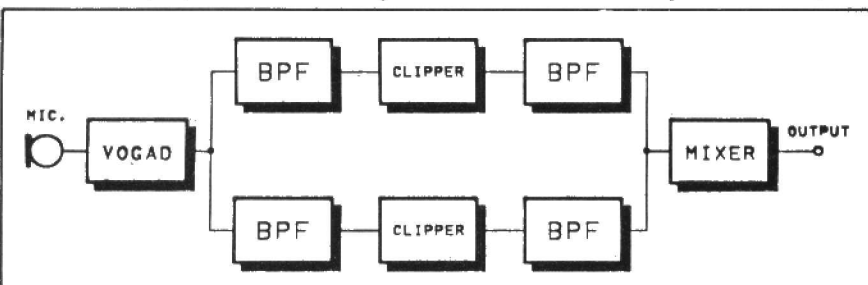 BPF CLIPPER BPF
MIC.
VOGAD
MIXER
OUTPUT
BPF CLIPPER BPF